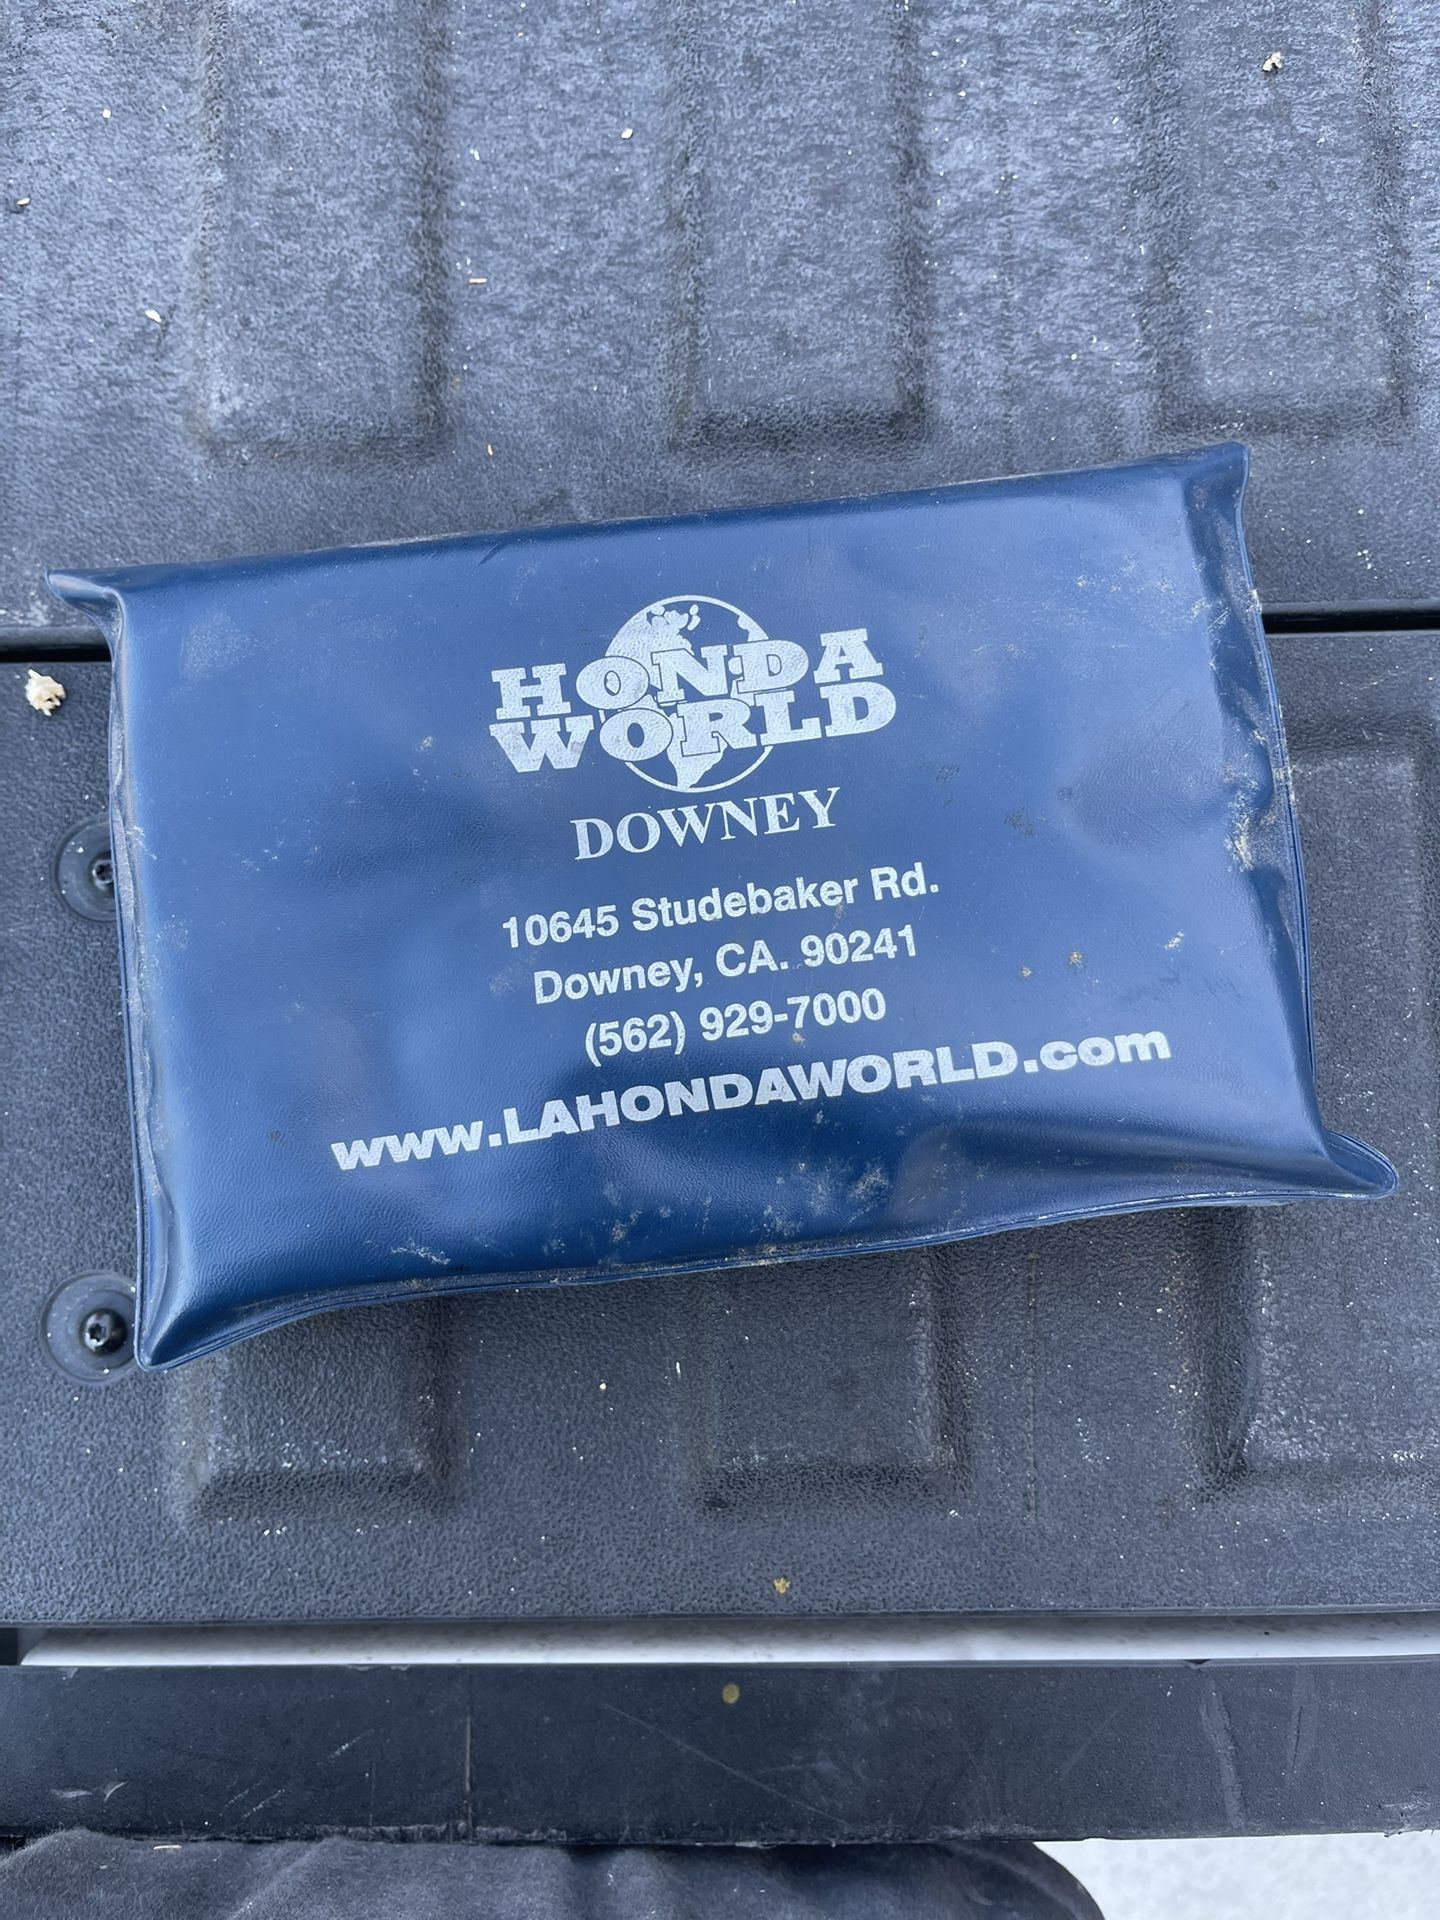 HONDA
WORLD
DOWNEY
10645 Studebaker Rd.
Downey, CA. 90241
(562) 929-7000
www.LAHONDAWORLD.com